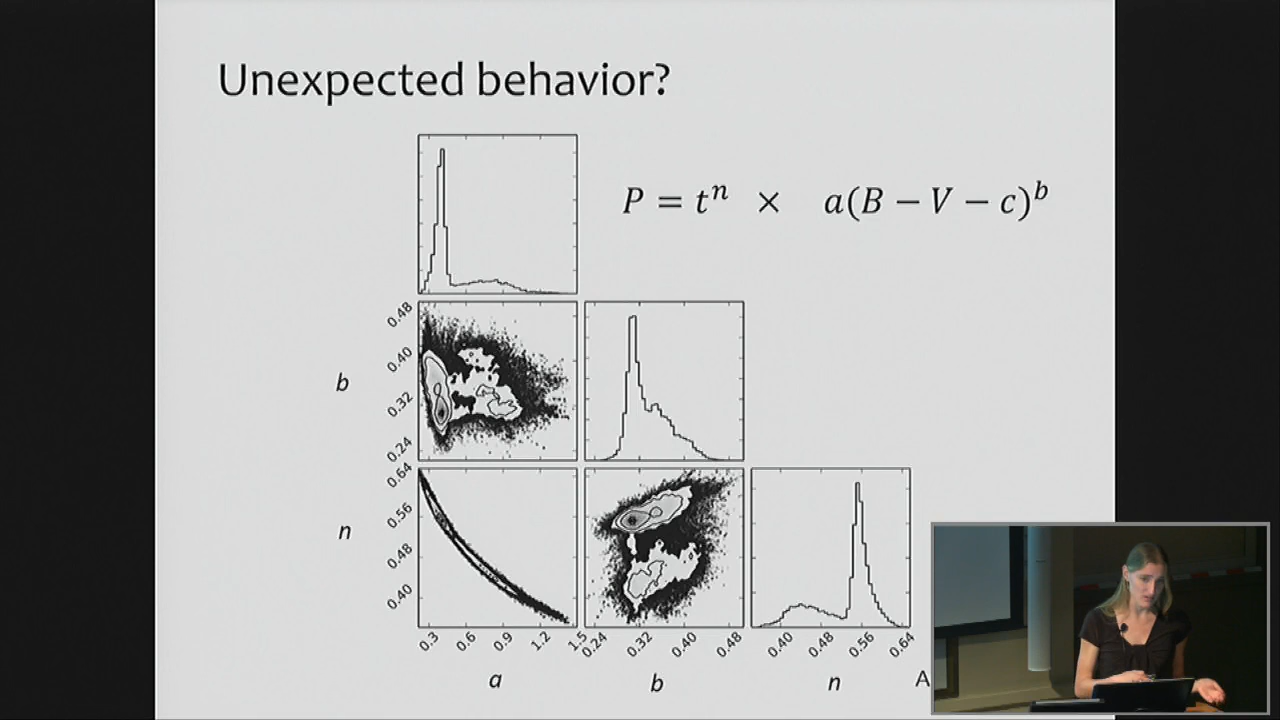 Unexpected behavior?
P = tⁿ × a(B − V − c)ᵇ
0.48
0.40
b
0.32
0.24
0.64
0.56
n
0.48
0.40
0.3 0.6 0.9 1.2 1.5 0.24 0.32 0.40 0.48 0.40 0.48 0.56 0.64
a b n A